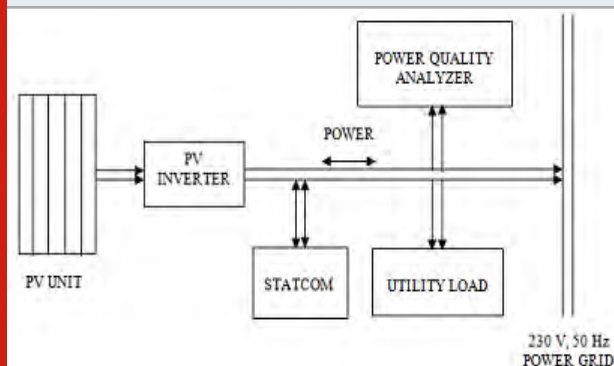 POWER QUALITY
ANALYZER
POWER
PV
INVERTER
PV UNIT
STATCOM
UTILITY LOAD
230 V, 50 Hz
POWER GRID